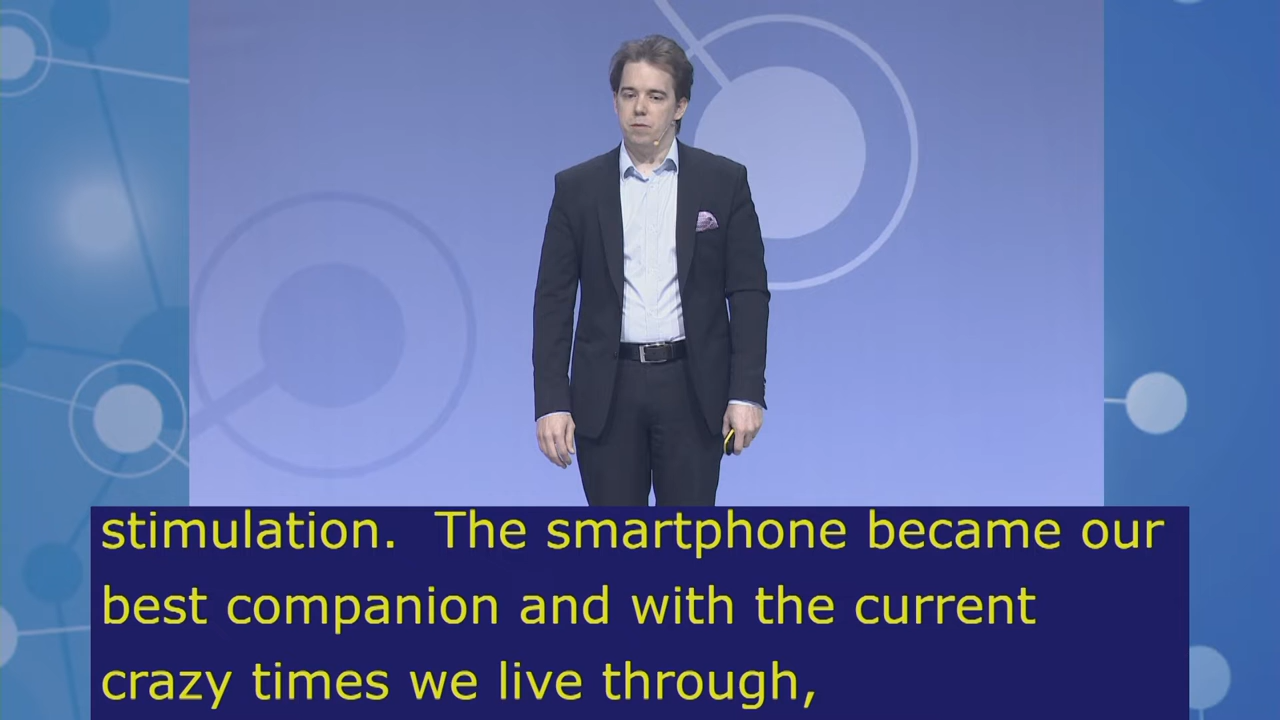 stimulation.  The smartphone became our
best companion and with the current
crazy times we live through,